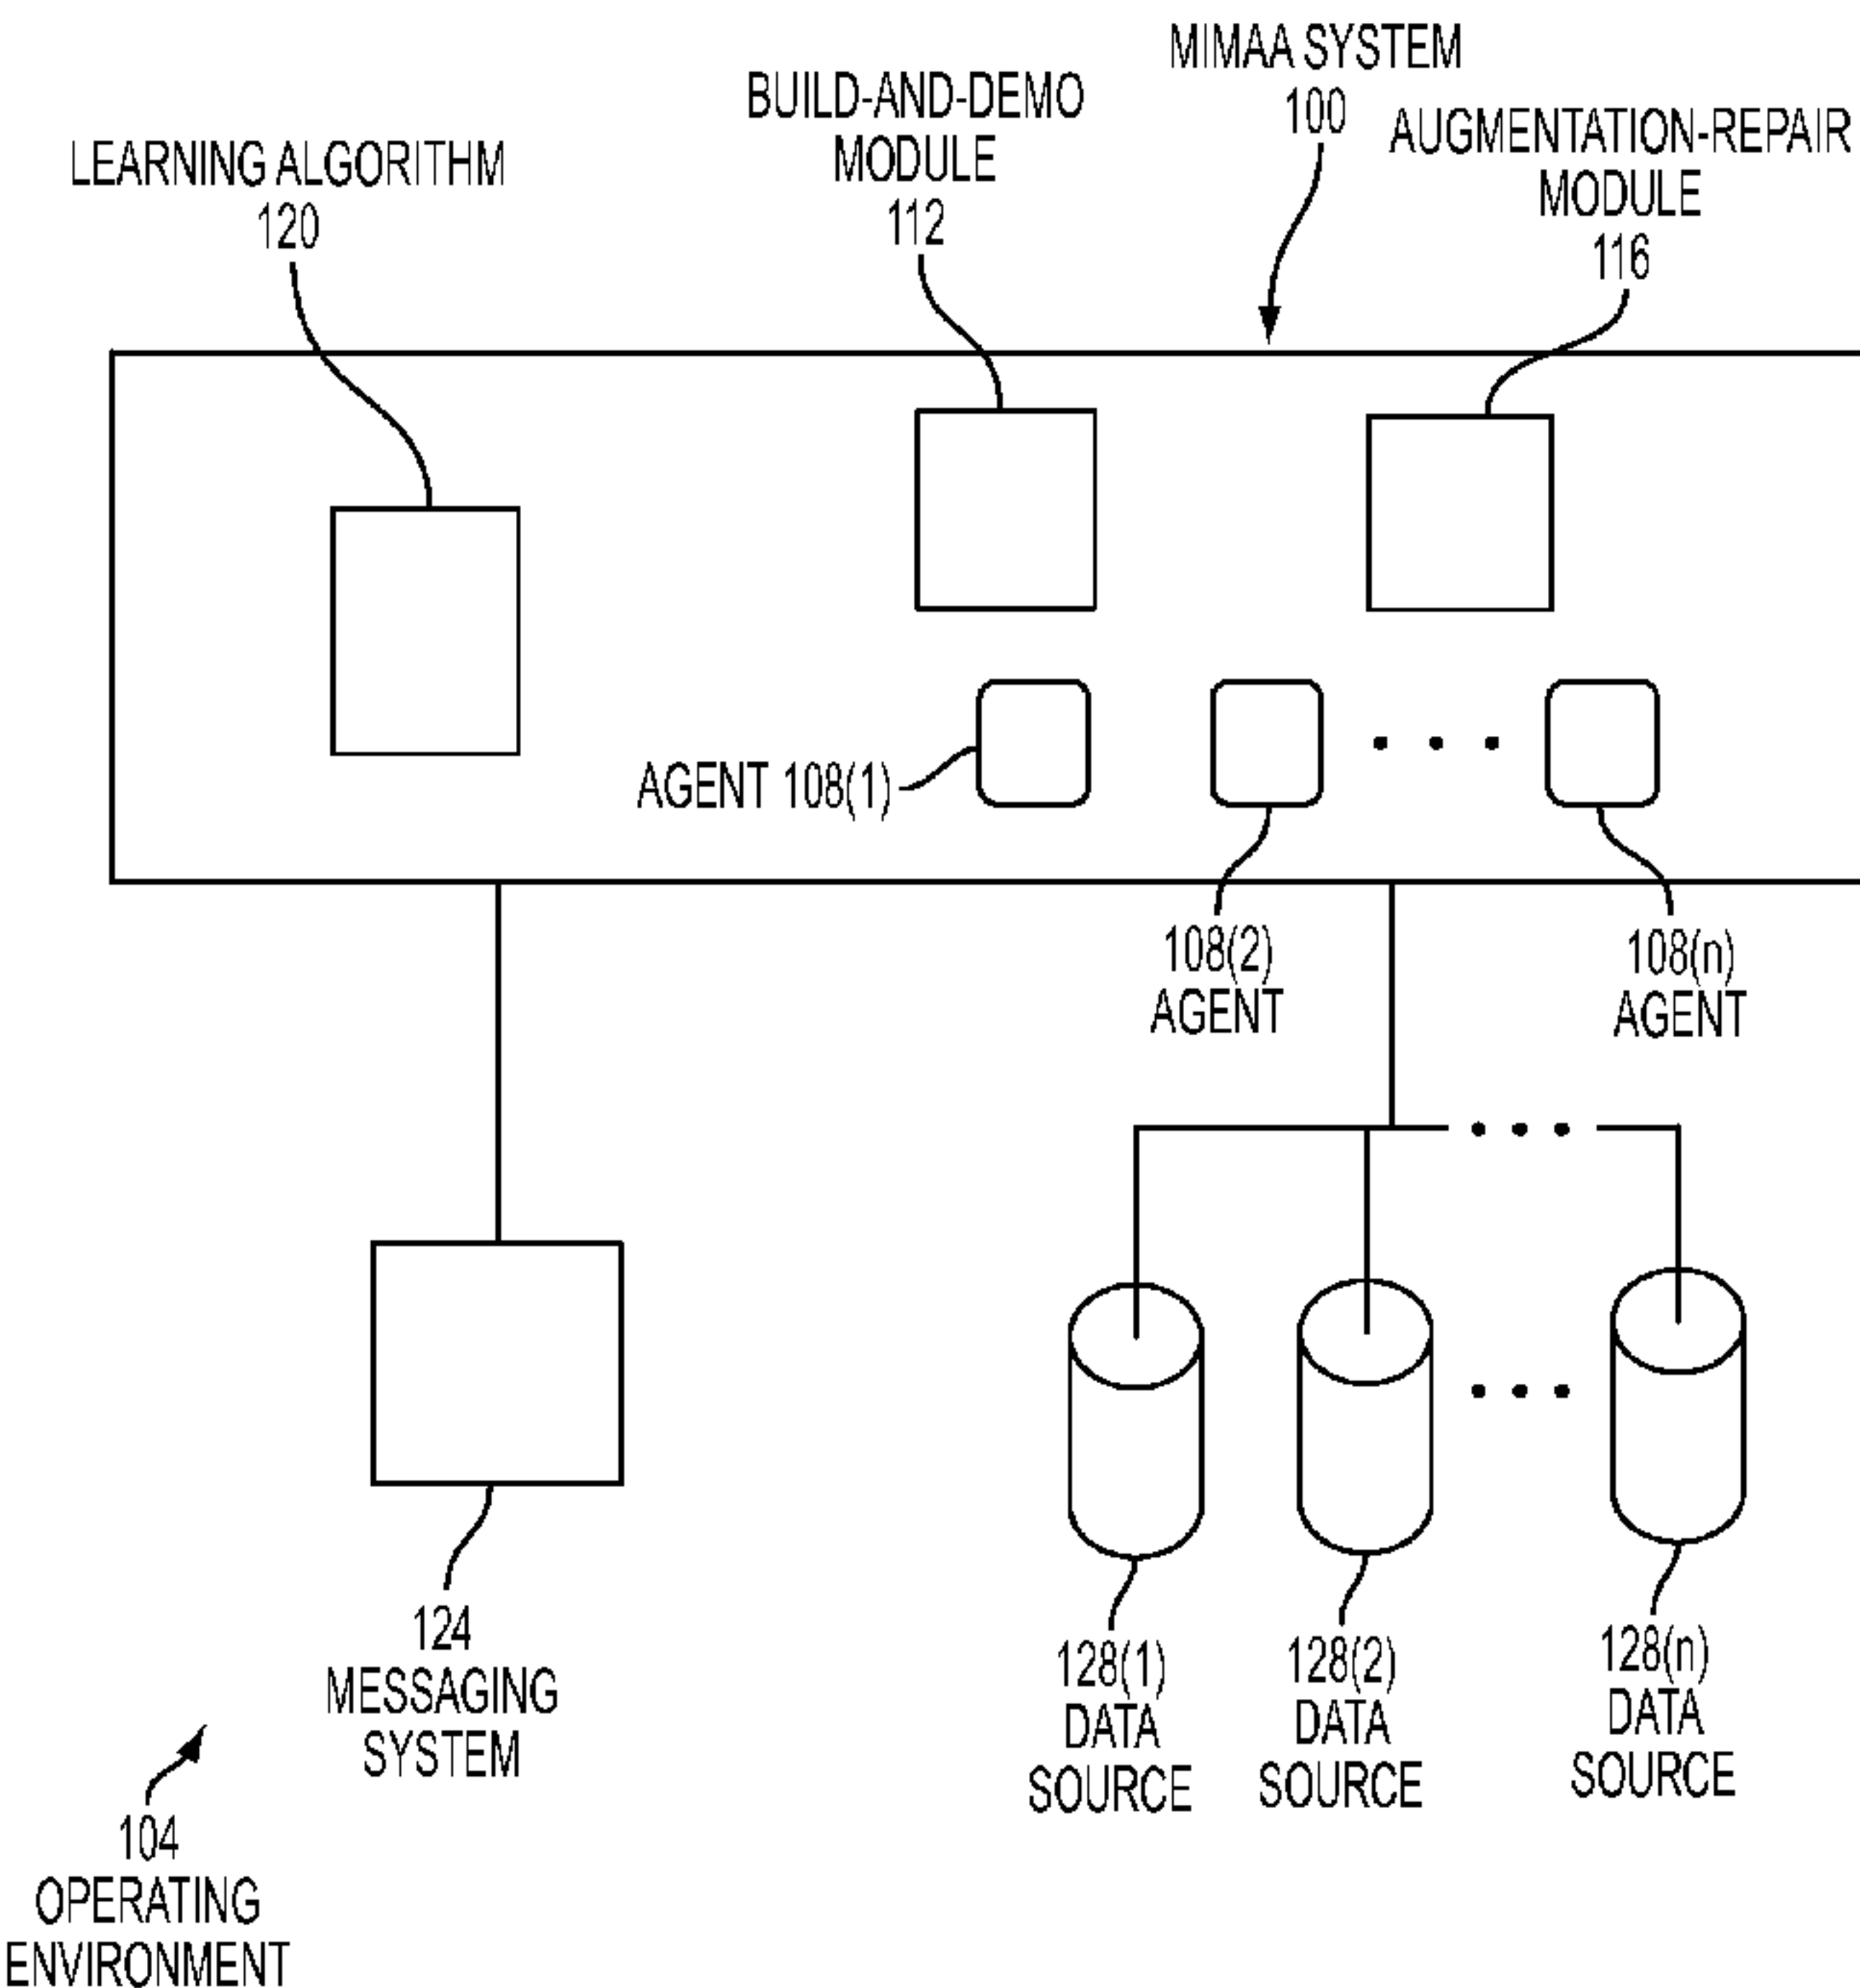 MIMAA SYSTEM
100
BUILD-AND-DEMO
MODULE
112
AUGMENTATION-REPAIR
MODULE
116
LEARNING ALGORITHM
120
AGENT 108(1)
108(2)
AGENT
108(n)
AGENT
124
MESSAGING
SYSTEM
128(1)
DATA
SOURCE
128(2)
DATA
SOURCE
128(n)
DATA
SOURCE
104
OPERATING
ENVIRONMENT